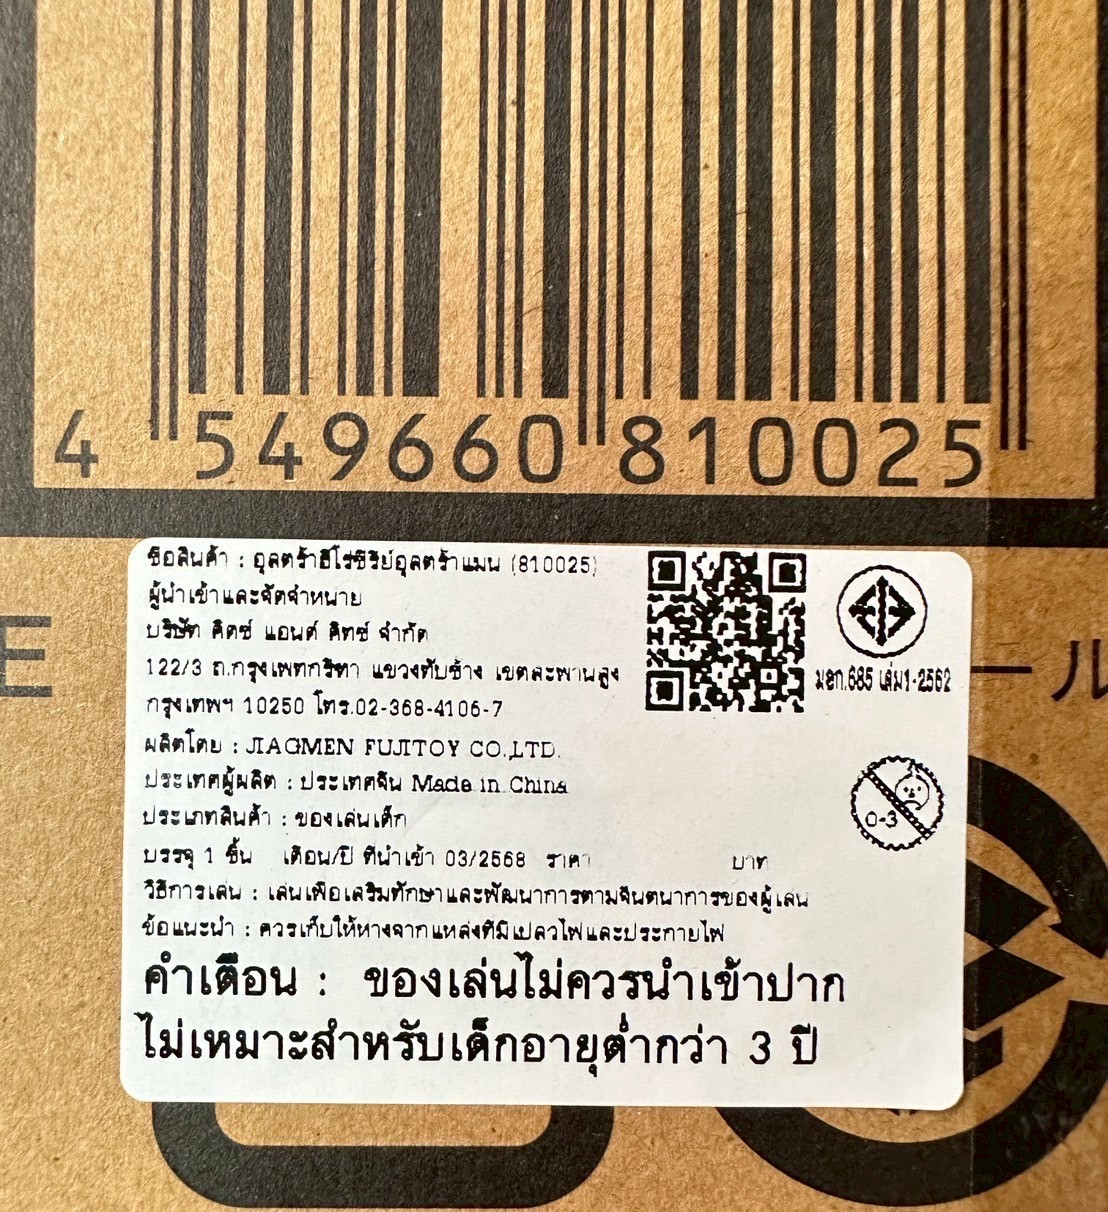 4 549660 810025
ชื่อสินค้า : อุลตร้าฮีโร่ซีรีย์อุลตร้าแมน (810025)
ผู้นำเข้าและจัดจำหน่าย
บริษัท คิดซ์ แอนด์ คิทซ์ จำกัด
122/3 ถ.กรุงเทพกรีฑา แขวงทับช้าง เขตสะพานสูง
กรุงเทพฯ 10250 โทร.02-368-4106-7
มอก.685 เล่ม1-2562
ผลิตโดย : JIAGMEN FUJITOY CO.,LTD.
ประเทศผู้ผลิต : ประเทศจีน Made in China
ประเภทสินค้า : ของเล่นเด็ก
0-3
บรรจุ 1 ชิ้น เดือน/ปี ที่นำเข้า 03/2568 ราคา บาท
วิธีการเล่น : เล่นเพื่อเสริมทักษะและพัฒนาการตามจินตนาการของผู้เล่น
ข้อแนะนำ : ควรเก็บให้ห่างจากแหล่งที่มีเปลวไฟและประกายไฟ
คำเตือน : ของเล่นไม่ควรนำเข้าปาก
ไม่เหมาะสำหรับเด็กอายุต่ำกว่า 3 ปี
E
ール